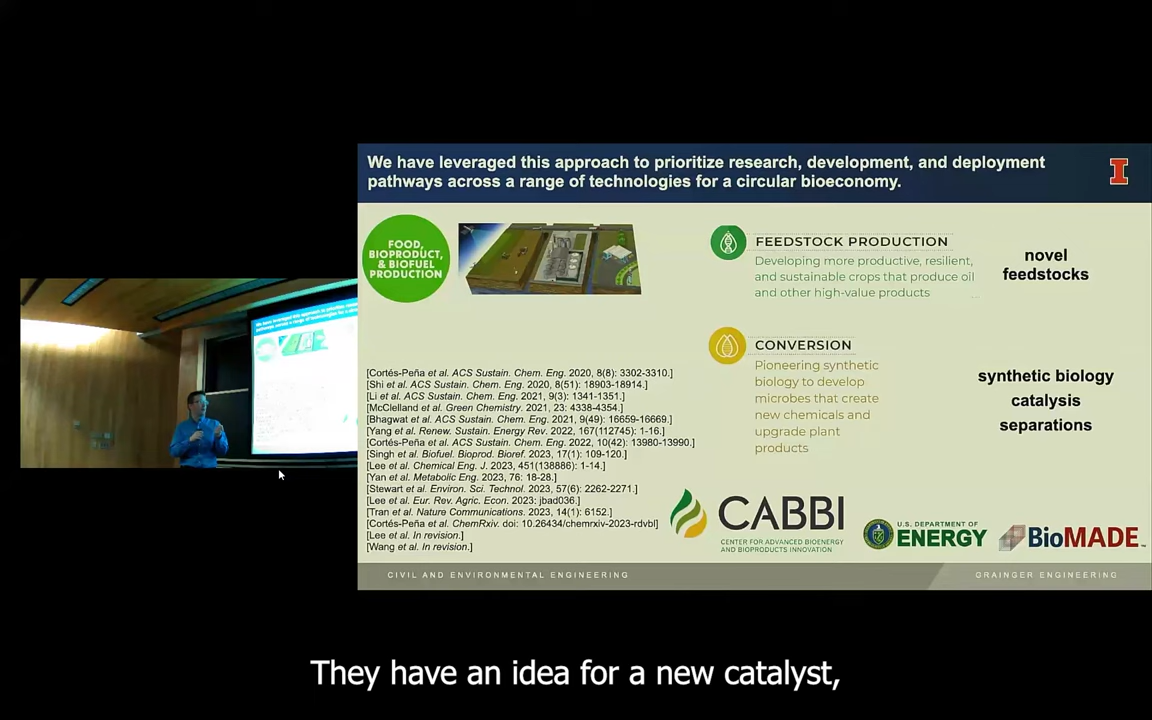 We have leveraged this approach to prioritize research, development, and deployment
pathways across a range of technologies for a circular bioeconomy.
FOOD,
BIOPRODUCT,
& BIOFUEL
PRODUCTION
FEEDSTOCK PRODUCTION
Developing more productive, resilient,
and sustainable crops that produce oil
and other high-value products
novel
feedstocks
CONVERSION
Pioneering synthetic
biology to develop
microbes that create
new chemicals and
upgrade plant
products
synthetic biology
catalysis
separations
[Cortés-Peña et al. ACS Sustain. Chem. Eng. 2020, 8(8): 3302-3310.]
[Shi et al. ACS Sustain. Chem. Eng. 2020, 8(51): 18903-18914.]
[Li et al. ACS Sustain. Chem. Eng. 2021, 9(3): 1341-1351.]
[McClelland et al. Green Chemistry. 2021, 23: 4338-4354.]
[Bhagwat et al. ACS Sustain. Chem. Eng. 2021, 9(49): 16659-16669.]
[Yang et al. Renew. Sustain. Energy Rev. 2022, 167(112745): 1-16.]
[Cortés-Peña et al. ACS Sustain. Chem. Eng. 2022, 10(42): 13980-13990.]
[Singh et al. Biofuel. Bioprod. Bioref. 2023, 17(1): 109-120.]
[Lee et al. Chemical Eng. J. 2023, 451(138886): 1-14.]
[Yan et al. Metabolic Eng. 2023, 76: 18-28.]
[Stewart et al. Environ. Sci. Technol. 2023, 57(6): 2262-2271.]
[Lee et al. Eur. Rev. Agric. Econ. 2023: jbad036.]
[Tran et al. Nature Communications. 2023, 14(1): 6152.]
[Cortés-Peña et al. ChemRxiv. doi: 10.26434/chemrxiv-2023-rdvbl]
[Lee et al. In revision.]
[Wang et al. In revision.]
CABBI
CENTER FOR ADVANCED BIOENERGY
AND BIOPRODUCTS INNOVATION
U.S. DEPARTMENT OF
ENERGY
BioMADE
CIVIL AND ENVIRONMENTAL ENGINEERING
GRAINGER ENGINEERING
They have an idea for a new catalyst,